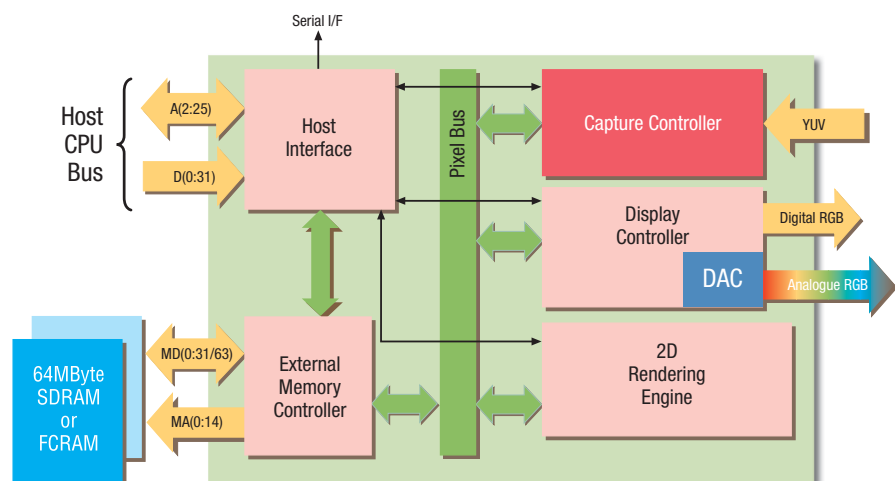 Serial I/F
Host
CPU
Bus
A(2:25)
D(0:31)
Host
Interface
Pixel Bus
Capture Controller
YUV
Display
Controller
Digital RGB
DAC
Analogue RGB
64MByte
SDRAM
or
FCRAM
MD(0:31/63)
MA(0:14)
External
Memory
Controller
2D
Rendering
Engine